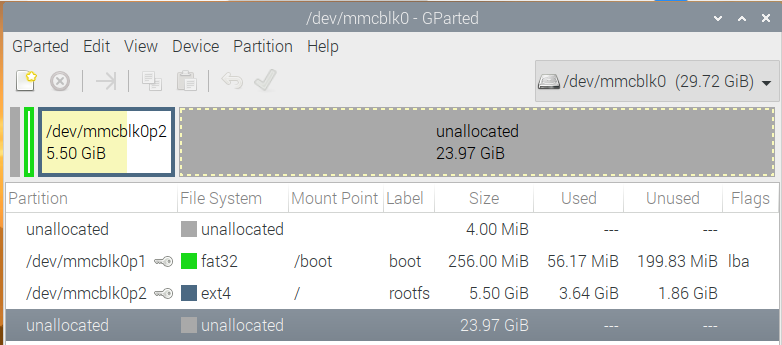 /dev/mmcblk0 - GParted
GParted Edit View Device Partition Help
/dev/mmcblk0 (29.72 GiB)
/dev/mmcblk0p2
5.50 GiB
unallocated
23.97 GiB
Partition File System Mount Point Label Size Used Unused Flags
unallocated unallocated 4.00 MiB --- ---
/dev/mmcblk0p1 fat32 /boot boot 256.00 MiB 56.17 MiB 199.83 MiB lba
/dev/mmcblk0p2 ext4 / rootfs 5.50 GiB 3.64 GiB 1.86 GiB
unallocated unallocated 23.97 GiB --- ---